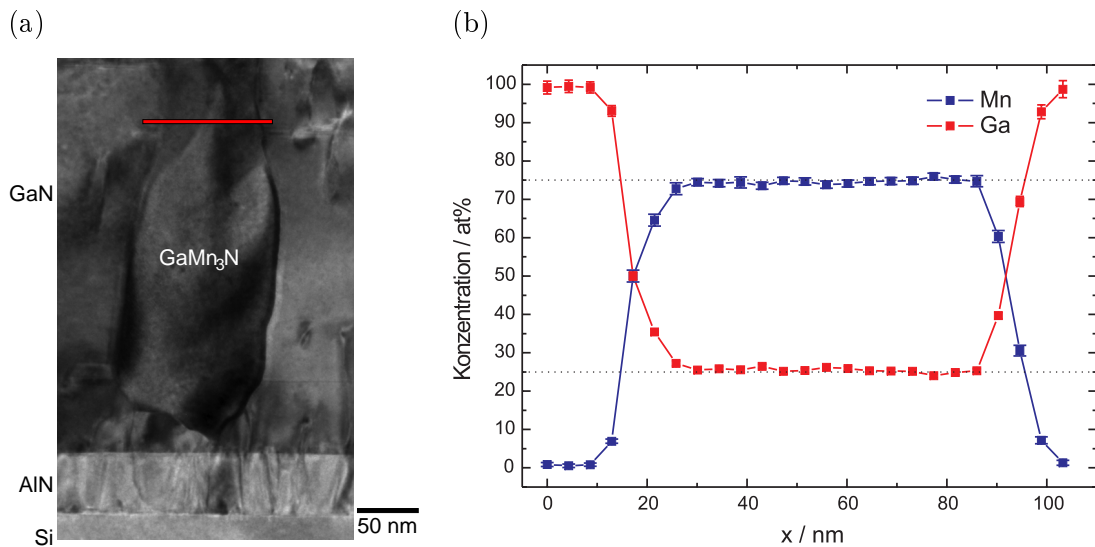 (a)
GaN
GaMn₃N
AlN
Si
50 nm
(b)
Konzentration / at%
100
90
80
70
60
50
40
30
20
10
0
Mn
Ga
0 20 40 60 80 100
x / nm